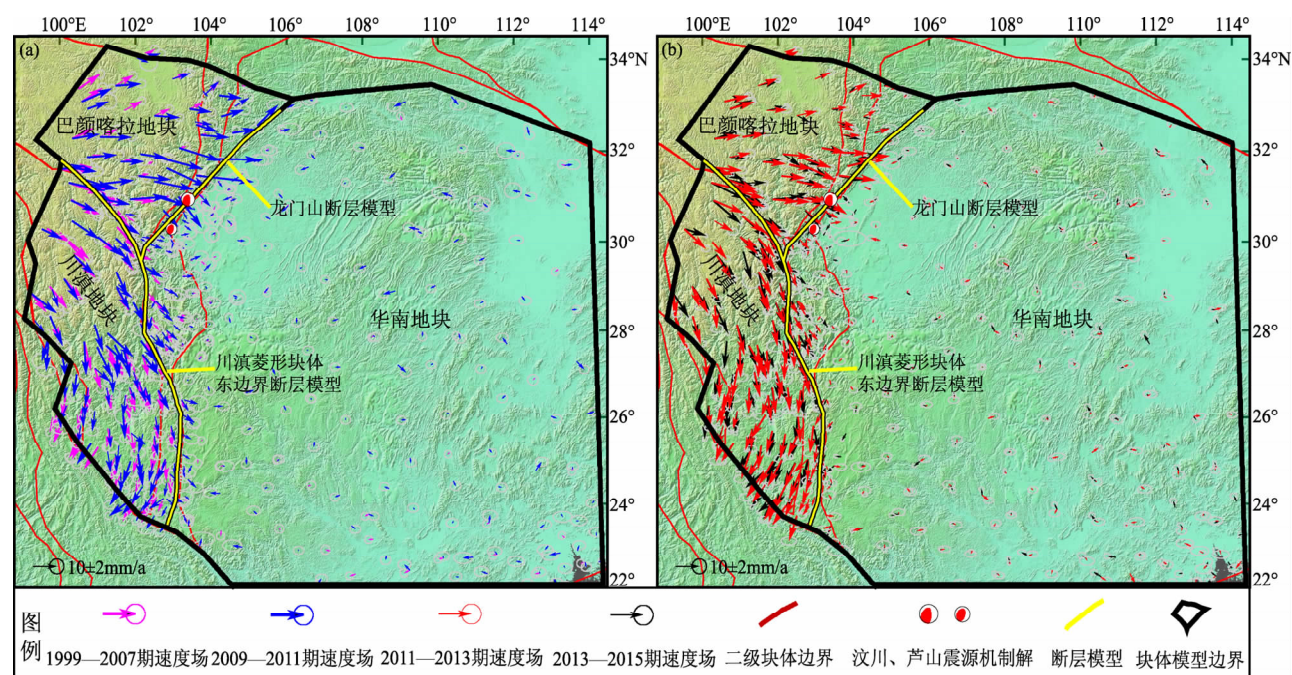 100°E 102° 104° 106° 108° 110° 112° 114°
(a)
34°N
巴颜喀拉地块
32°
龙门山断层模型
30°
川滇地块
华南地块
28°
川滇菱形块体
东边界断层模型
26°
24°
10±2mm/a
22°
100°E 102° 104° 106° 108° 110° 112° 114°
(b)
34°N
巴颜喀拉地块
32°
龙门山断层模型
30°
川滇地块
华南地块
28°
川滇菱形块体
东边界断层模型
26°
24°
10±2mm/a
22°
图例
1999—2007期速度场 2009—2011期速度场 2011—2013期速度场 2013—2015期速度场 二级块体边界 汶川、芦山震源机制解 断层模型 块体模型边界